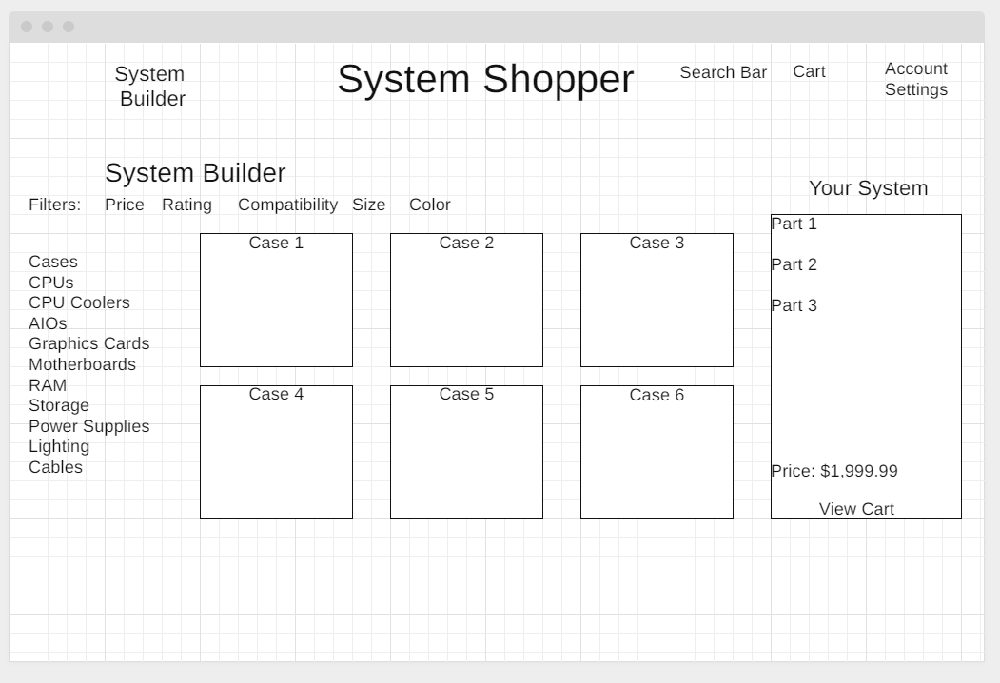 System
Builder
System Shopper
Search Bar
Cart
Account
Settings
System Builder
Your System
Filters: Price Rating Compatibility Size Color
Cases
CPUs
CPU Coolers
AIOs
Graphics Cards
Motherboards
RAM
Storage
Power Supplies
Lighting
Cables
Case 1
Case 2
Case 3
Case 4
Case 5
Case 6
Part 1
Part 2
Part 3
Price: $1,999.99
View Cart